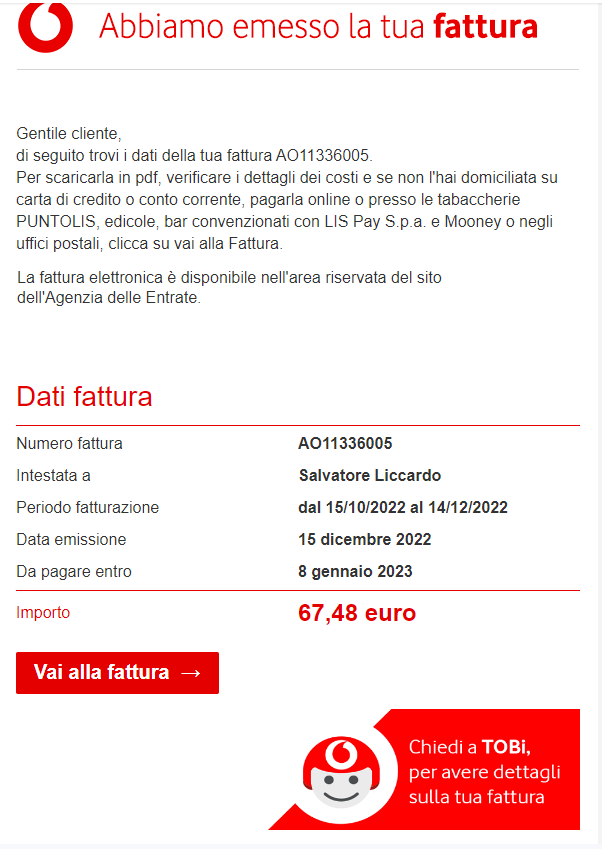 Abbiamo emesso la tua fattura
Gentile cliente,
di seguito trovi i dati della tua fattura AO11336005.
Per scaricarla in pdf, verificare i dettagli dei costi e se non l'hai domiciliata su
carta di credito o conto corrente, pagarla online o presso le tabaccherie
PUNTOLIS, edicole, bar convenzionati con LIS Pay S.p.a. e Mooney o negli
uffici postali, clicca su vai alla Fattura.
La fattura elettronica è disponibile nell'area riservata del sito
dell'Agenzia delle Entrate.
Dati fattura
Numero fattura AO11336005
Intestata a Salvatore Liccardo
Periodo fatturazione dal 15/10/2022 al 14/12/2022
Data emissione 15 dicembre 2022
Da pagare entro 8 gennaio 2023
Importo 67,48 euro
Vai alla fattura →
Chiedi a TOBi,
per avere dettagli
sulla tua fattura